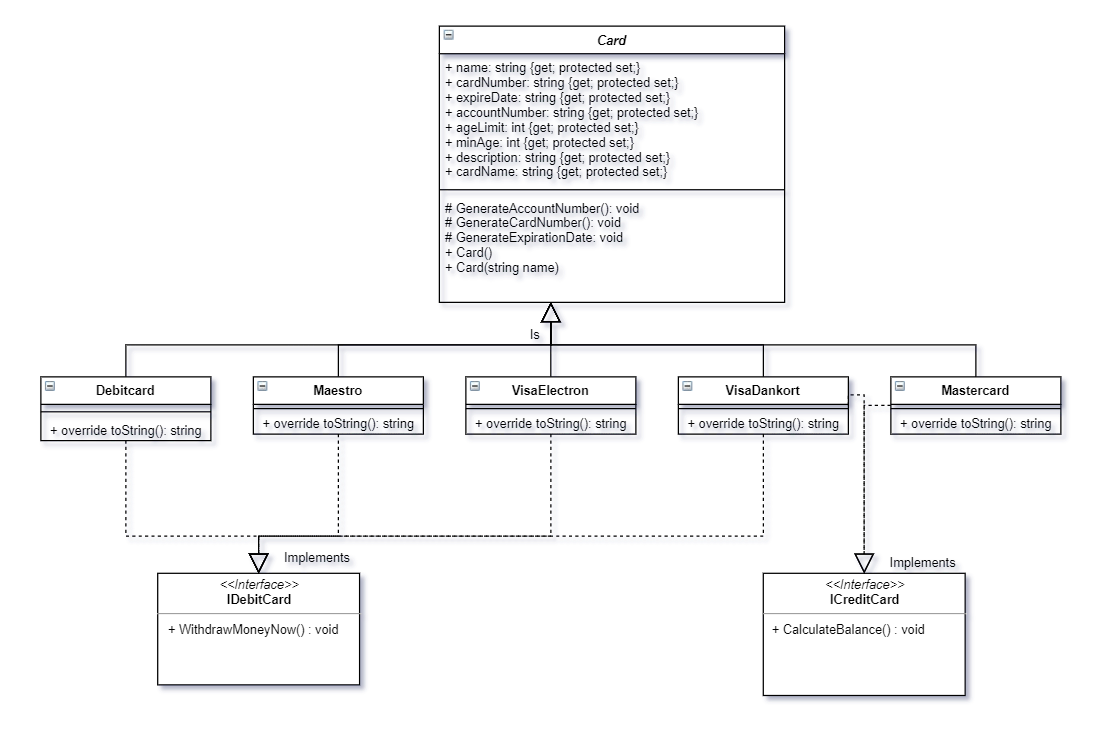 Card
+ name: string {get; protected set;}
+ cardNumber: string {get; protected set;}
+ expireDate: string {get; protected set;}
+ accountNumber: string {get; protected set;}
+ ageLimit: int {get; protected set;}
+ minAge: int {get; protected set;}
+ description: string {get; protected set;}
+ cardName: string {get; protected set;}
# GenerateAccountNumber(): void
# GenerateCardNumber(): void
# GenerateExpirationDate: void
+ Card()
+ Card(string name)
Is
Debitcard
+ override toString(): string
Maestro
+ override toString(): string
VisaElectron
+ override toString(): string
VisaDankort
+ override toString(): string
Mastercard
+ override toString(): string
Implements
<<Interface>>
IDebitCard
+ WithdrawMoneyNow() : void
Implements
<<Interface>>
ICreditCard
+ CalculateBalance() : void